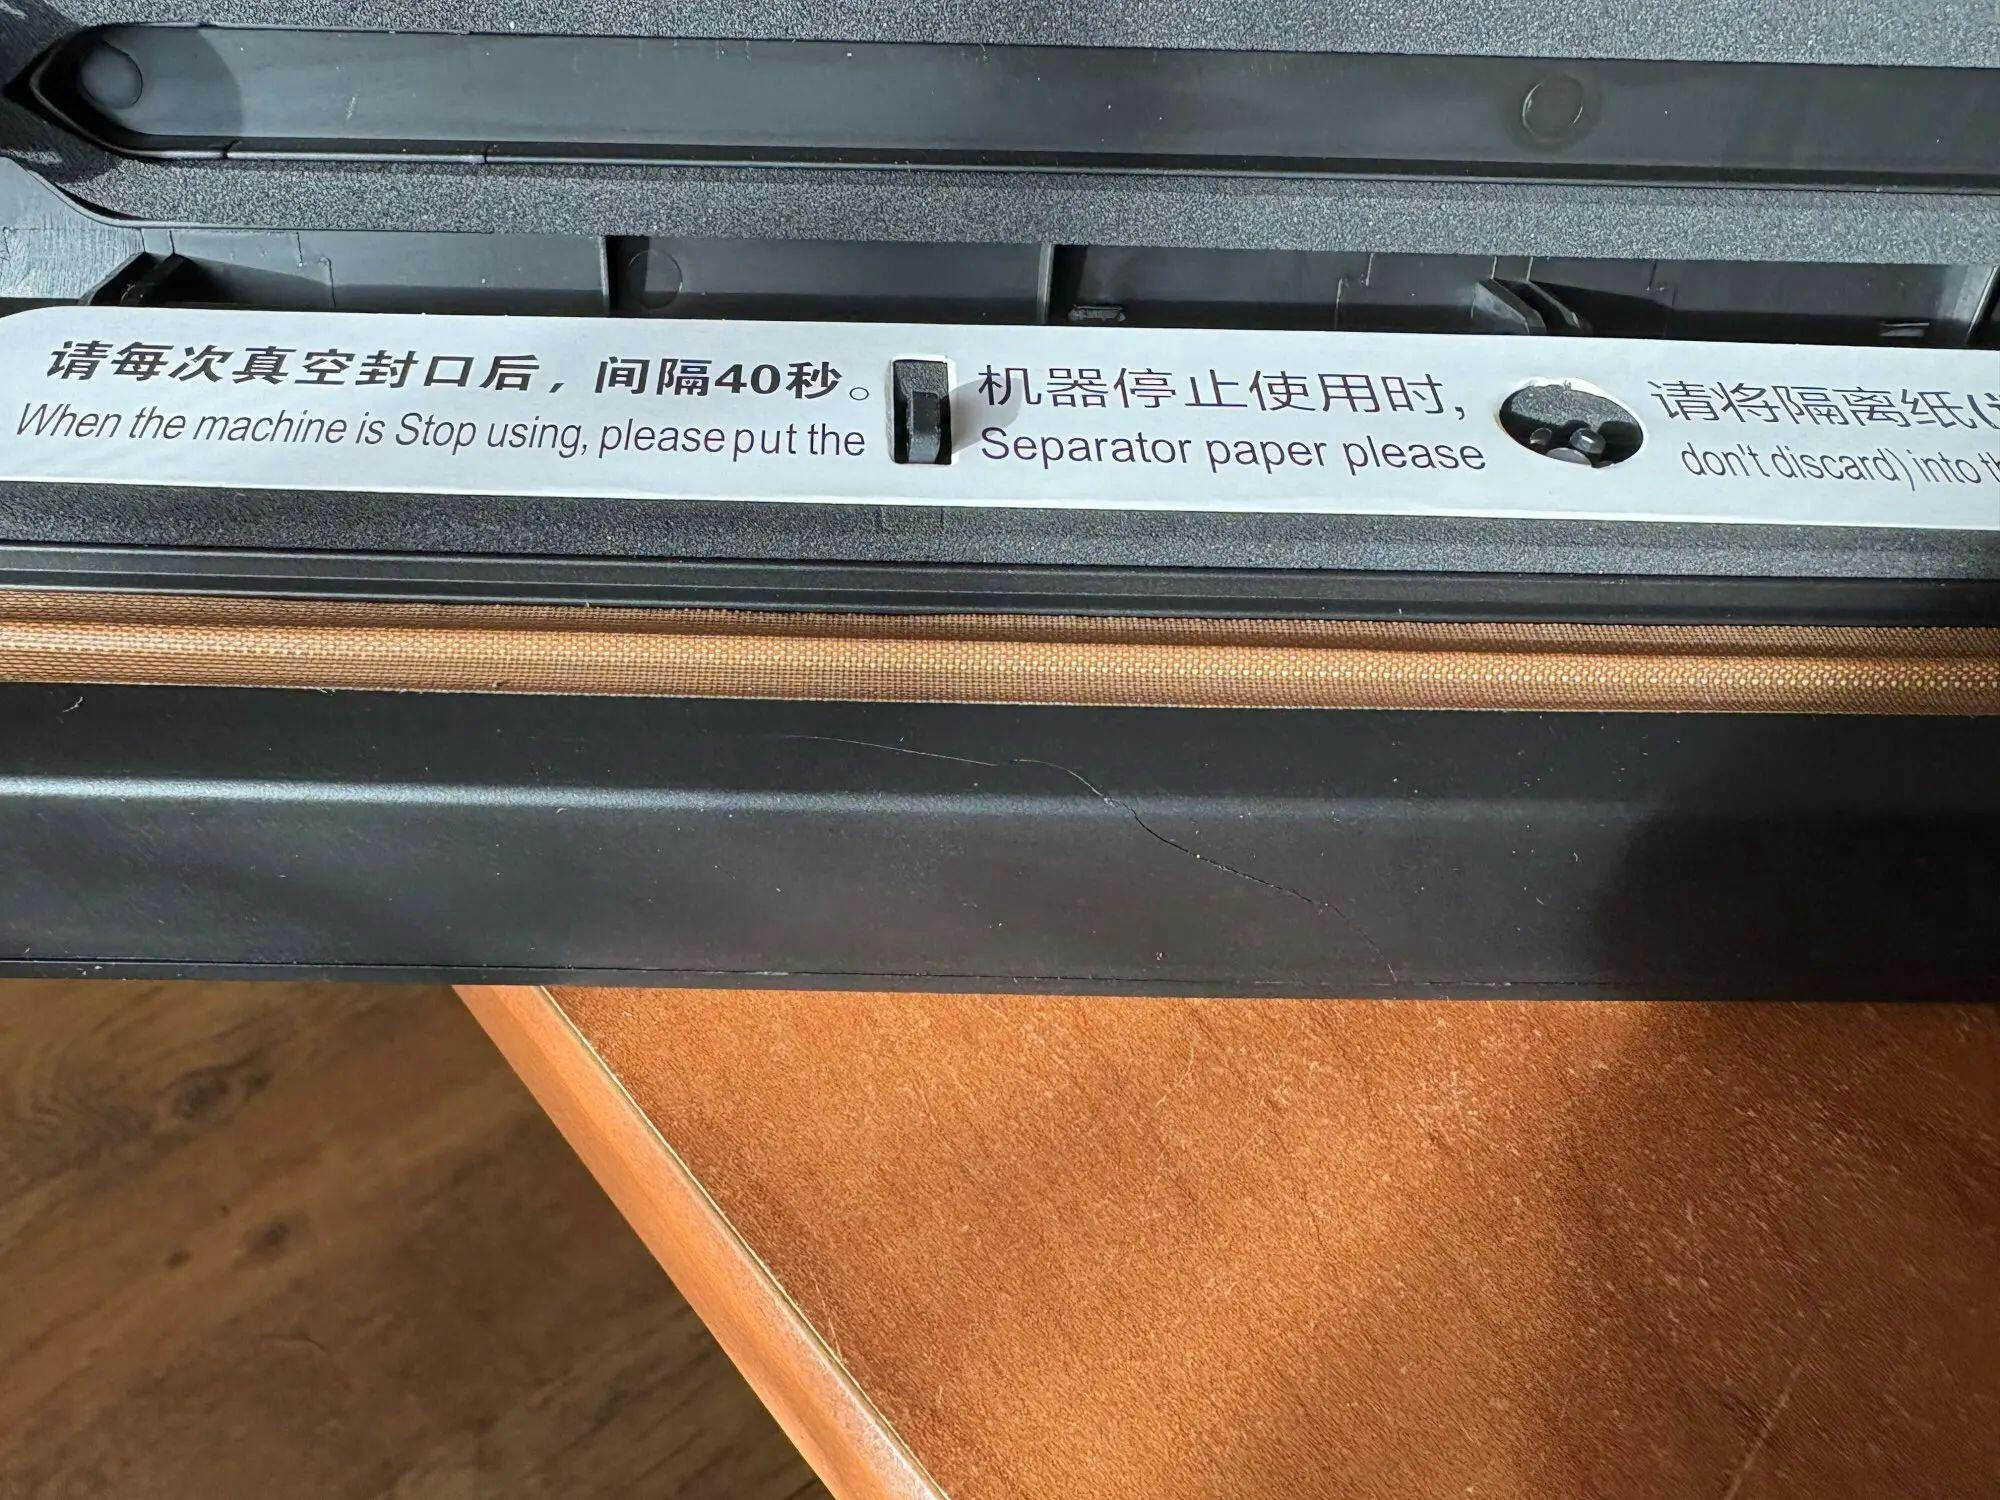 请每次真空封口后，间隔40秒。 机器停止使用时， 请将隔离纸(
When the machine is Stop using, please put the Separator paper please don't discard) into